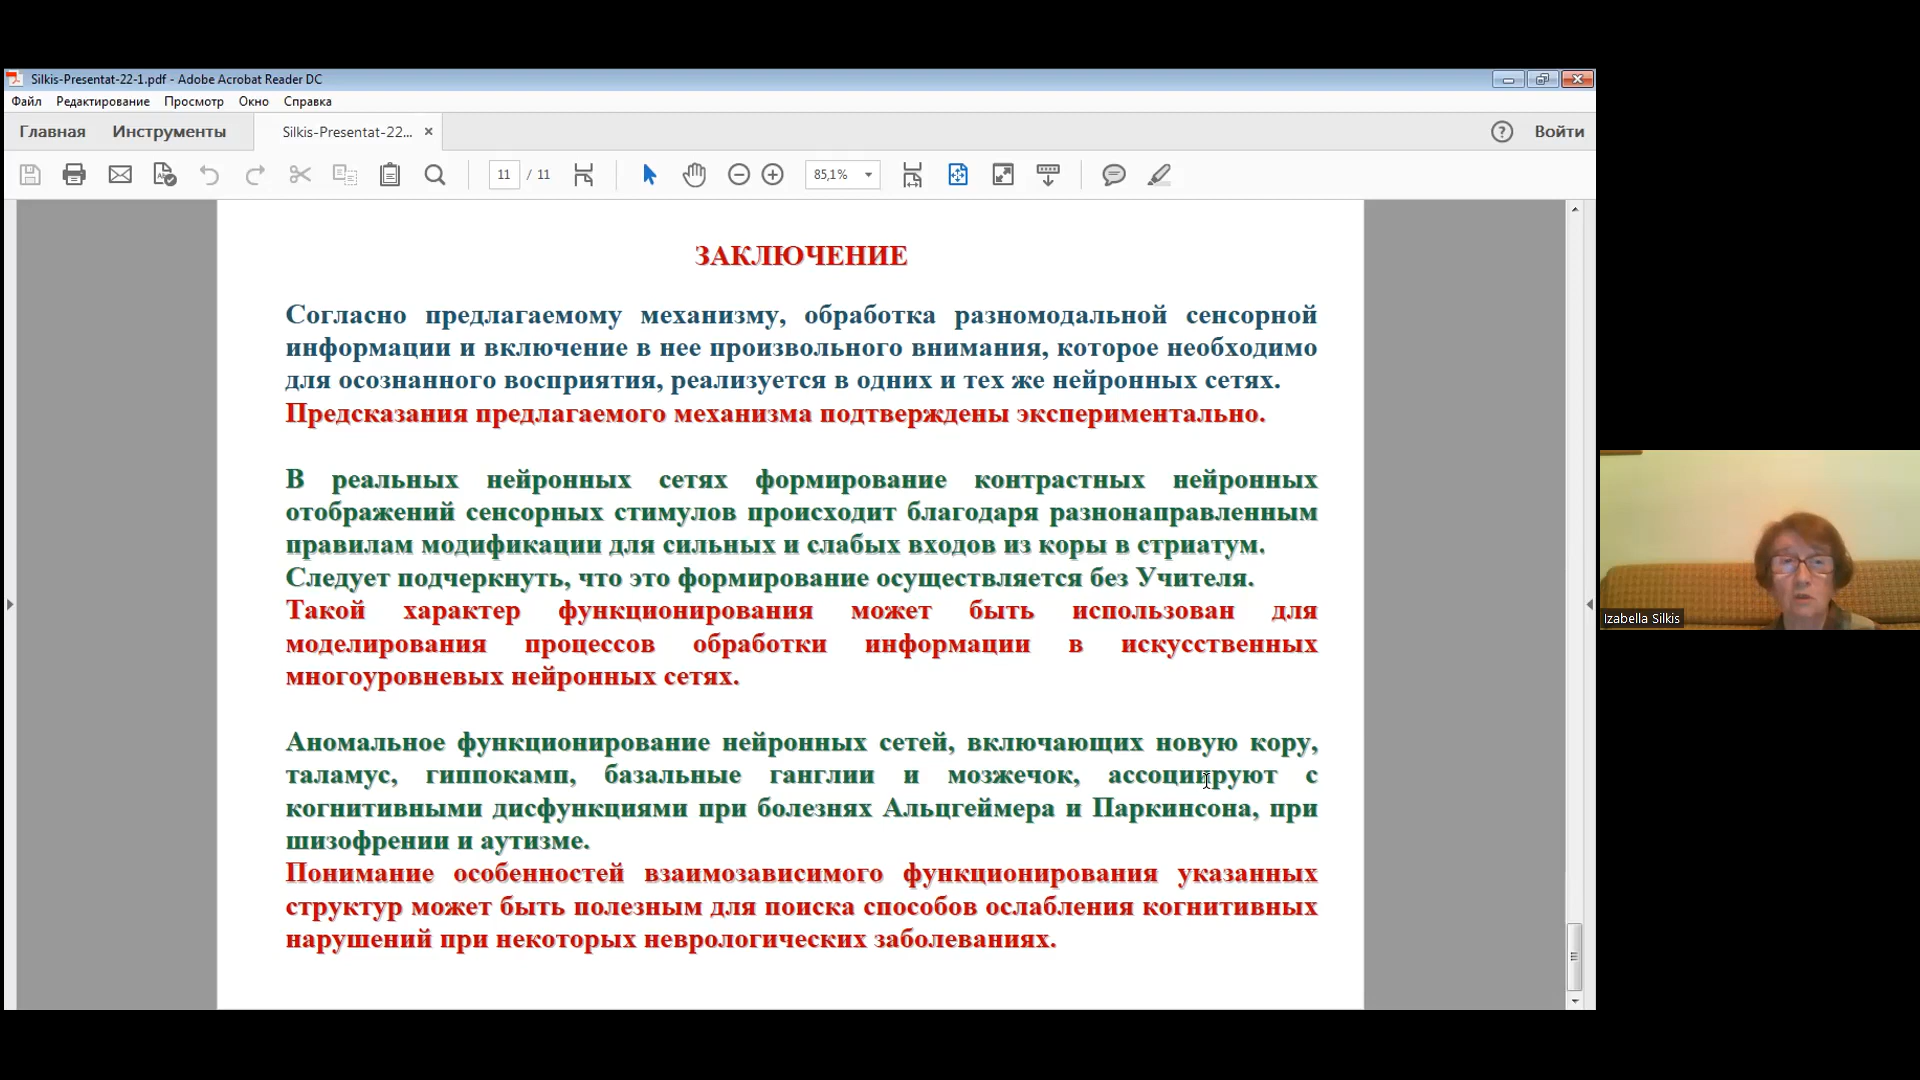 Silkis-Presentat-22-1.pdf - Adobe Acrobat Reader DC
Файл Редактирование Просмотр Окно Справка
Главная Инструменты Silkis-Presentat-22... × Войти
11 / 11 85,1%
ЗАКЛЮЧЕНИЕ
Согласно предлагаемому механизму, обработка разномодальной сенсорной
информации и включение в нее произвольного внимания, которое необходимо
для осознанного восприятия, реализуется в одних и тех же нейронных сетях.
Предсказания предлагаемого механизма подтверждены экспериментально.
В реальных нейронных сетях формирование контрастных нейронных
отображений сенсорных стимулов происходит благодаря разнонаправленным
правилам модификации для сильных и слабых входов из коры в стриатум.
Следует подчеркнуть, что это формирование осуществляется без Учителя.
Такой характер функционирования может быть использован для
моделирования процессов обработки информации в искусственных
многоуровневых нейронных сетях.
Аномальное функционирование нейронных сетей, включающих новую кору,
таламус, гиппокамп, базальные ганглии и мозжечок, ассоциируют с
когнитивными дисфункциями при болезнях Альцгеймера и Паркинсона, при
шизофрении и аутизме.
Понимание особенностей взаимозависимого функционирования указанных
структур может быть полезным для поиска способов ослабления когнитивных
нарушений при некоторых неврологических заболеваниях.
Izabella Silkis